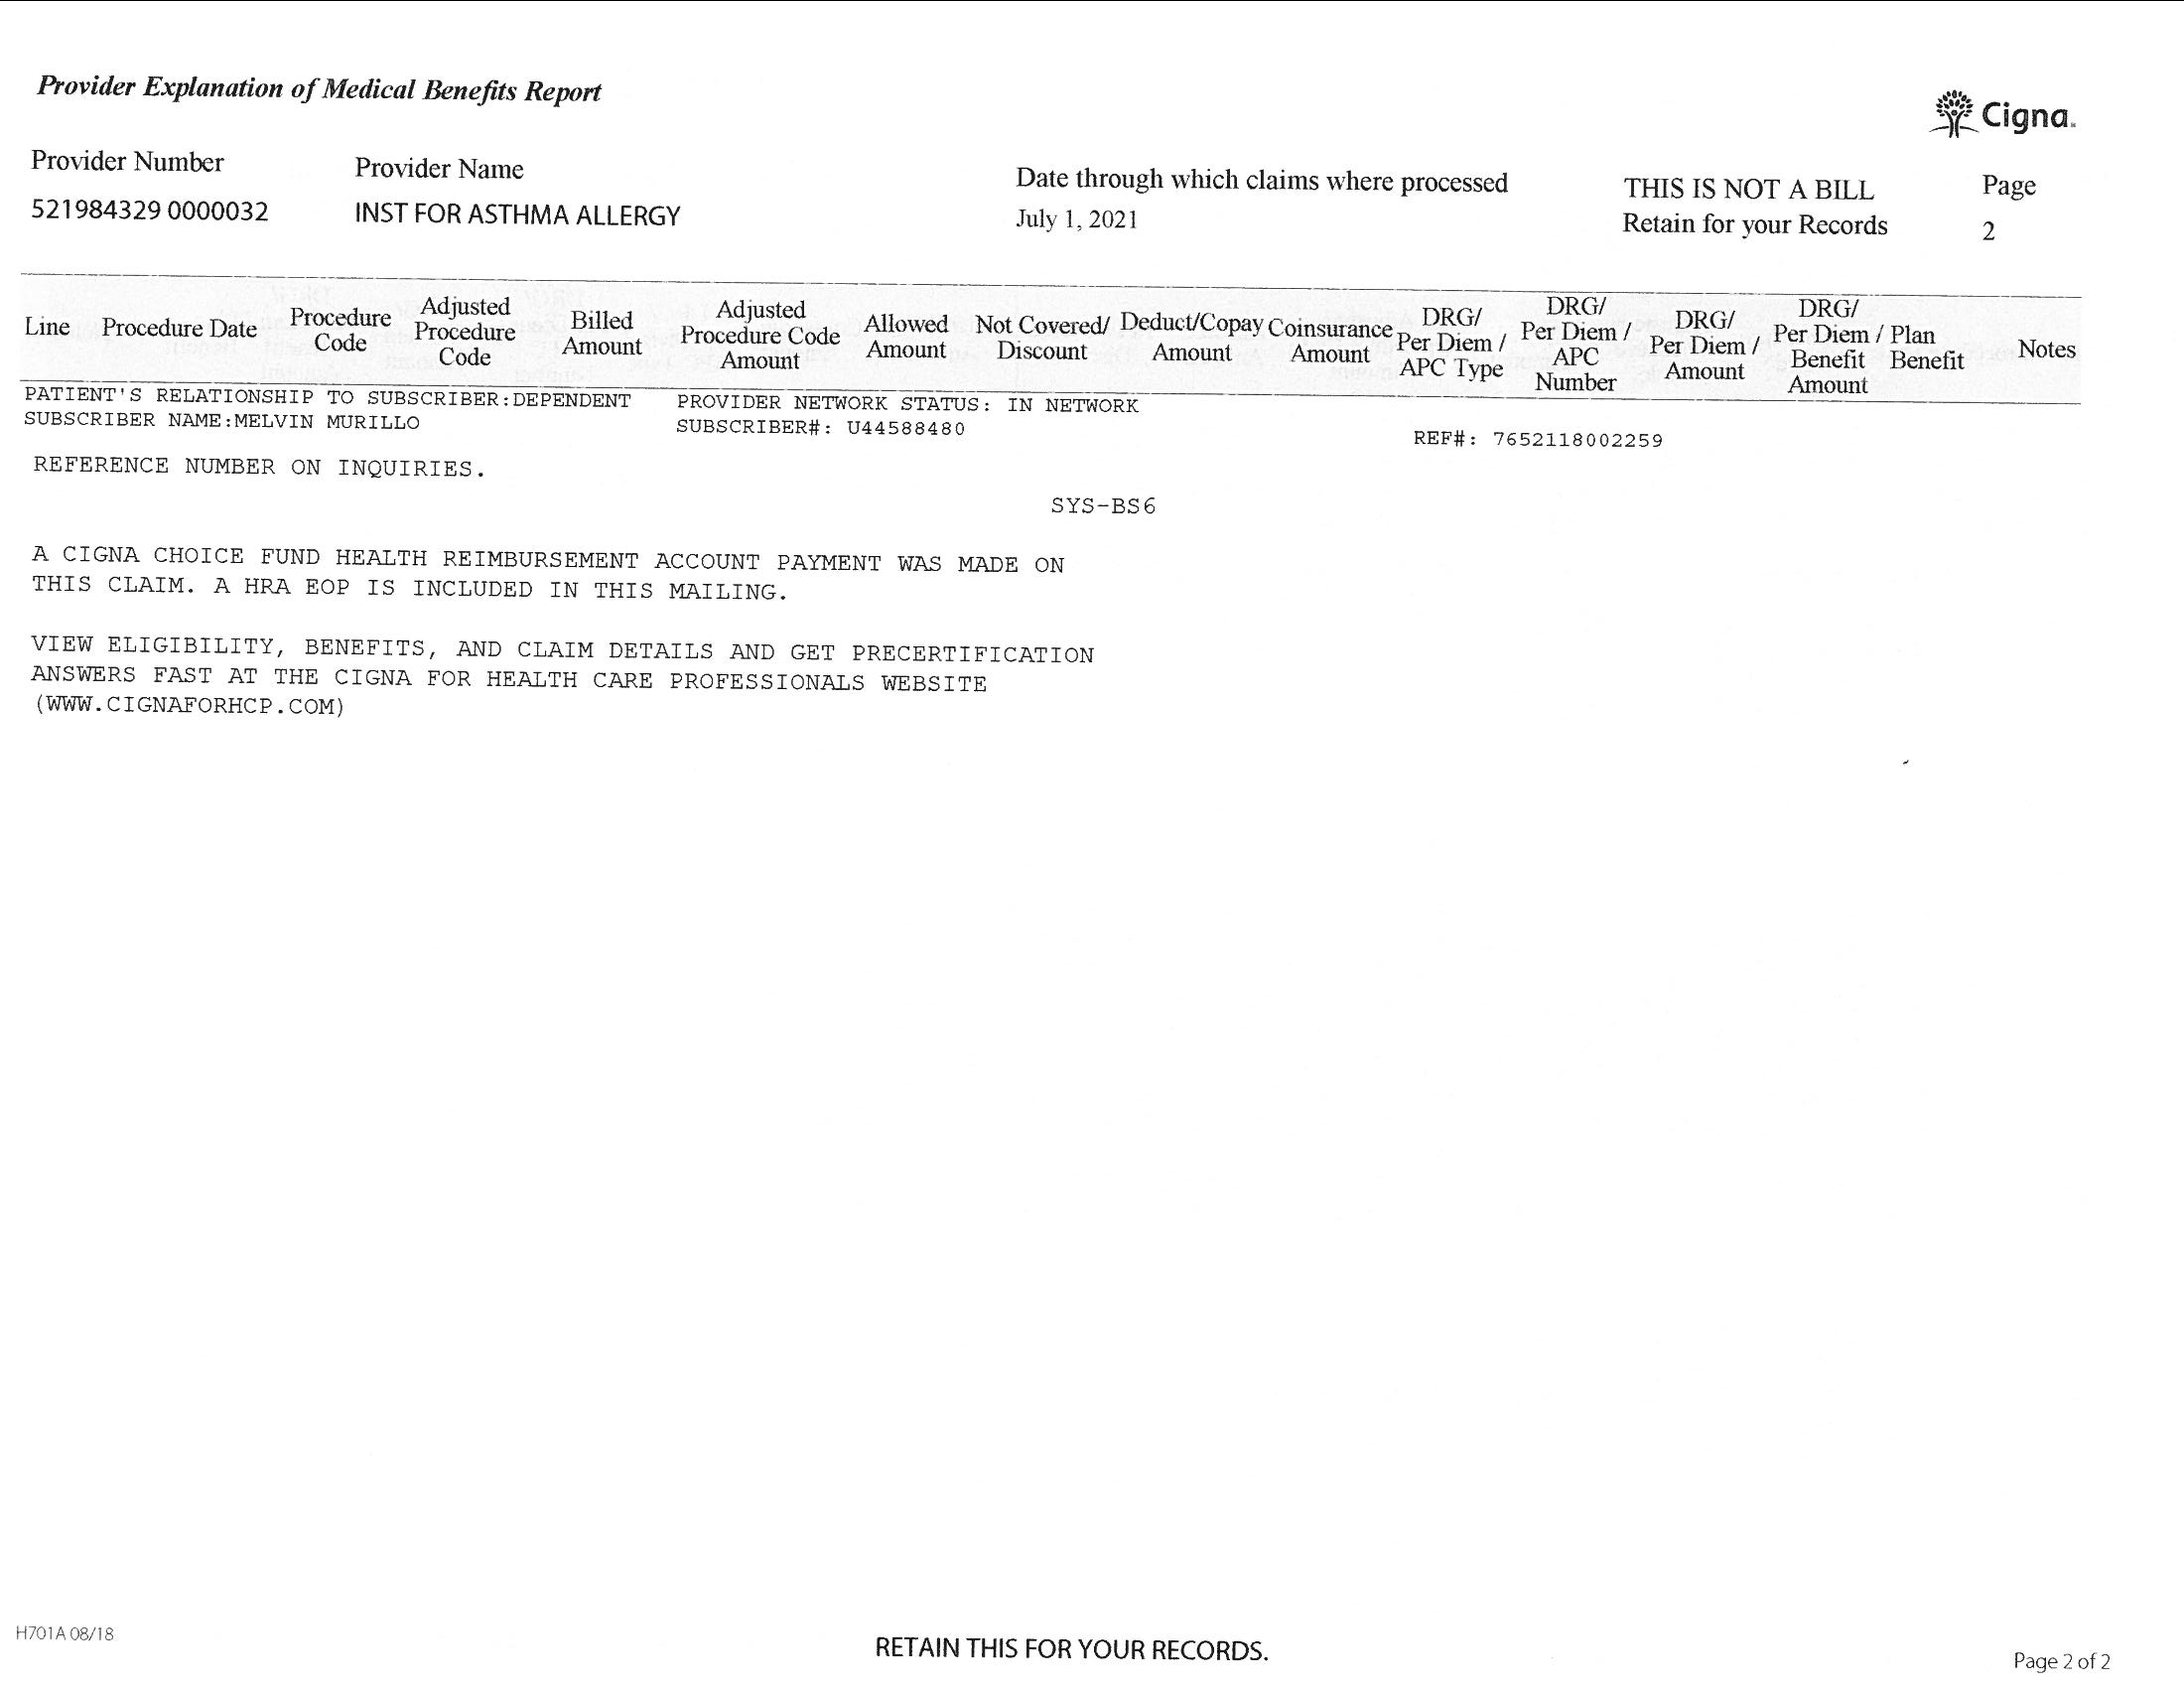 Provider Explanation of Medical Benefits Report
Cigna.
Provider Number
Provider Name
Date through which claims where processed
THIS IS NOT A BILL
Page
521984329 0000032
INST FOR ASTHMA ALLERGY
July 1, 2021
Retain for your Records
2
Line
Procedure Date
Procedure
Code
Adjusted
Procedure
Code
Billed
Amount
Adjusted
Procedure Code
Amount
Allowed
Amount
Not Covered/
Discount
Deduct/Copay
Amount
Coinsurance
Amount
DRG/
Per Diem /
APC Type
DRG/
Per Diem /
APC
Number
DRG/
Per Diem /
Amount
DRG/
Per Diem /
Benefit
Amount
Plan
Benefit
Notes
PATIENT'S RELATIONSHIP TO SUBSCRIBER:DEPENDENT
PROVIDER NETWORK STATUS: IN NETWORK
SUBSCRIBER NAME:MELVIN MURILLO
SUBSCRIBER#: U44588480
REF#: 7652118002259
REFERENCE NUMBER ON INQUIRIES.
SYS-BS6
A CIGNA CHOICE FUND HEALTH REIMBURSEMENT ACCOUNT PAYMENT WAS MADE ON
THIS CLAIM. A HRA EOP IS INCLUDED IN THIS MAILING.
VIEW ELIGIBILITY, BENEFITS, AND CLAIM DETAILS AND GET PRECERTIFICATION
ANSWERS FAST AT THE CIGNA FOR HEALTH CARE PROFESSIONALS WEBSITE
(WWW.CIGNAFORHCP.COM)
H701A 08/18
RETAIN THIS FOR YOUR RECORDS.
Page 2 of 2